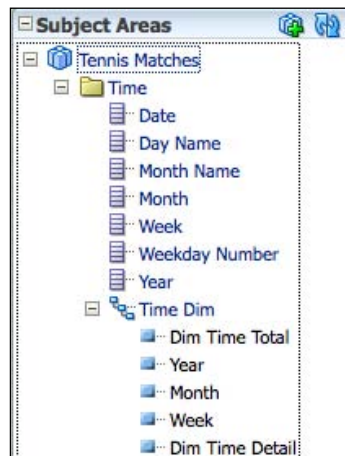 Subject Areas
Tennis Matches
Time
Date
Day Name
Month Name
Month
Week
Weekday Number
Year
Time Dim
Dim Time Total
Year
Month
Week
Dim Time Detail